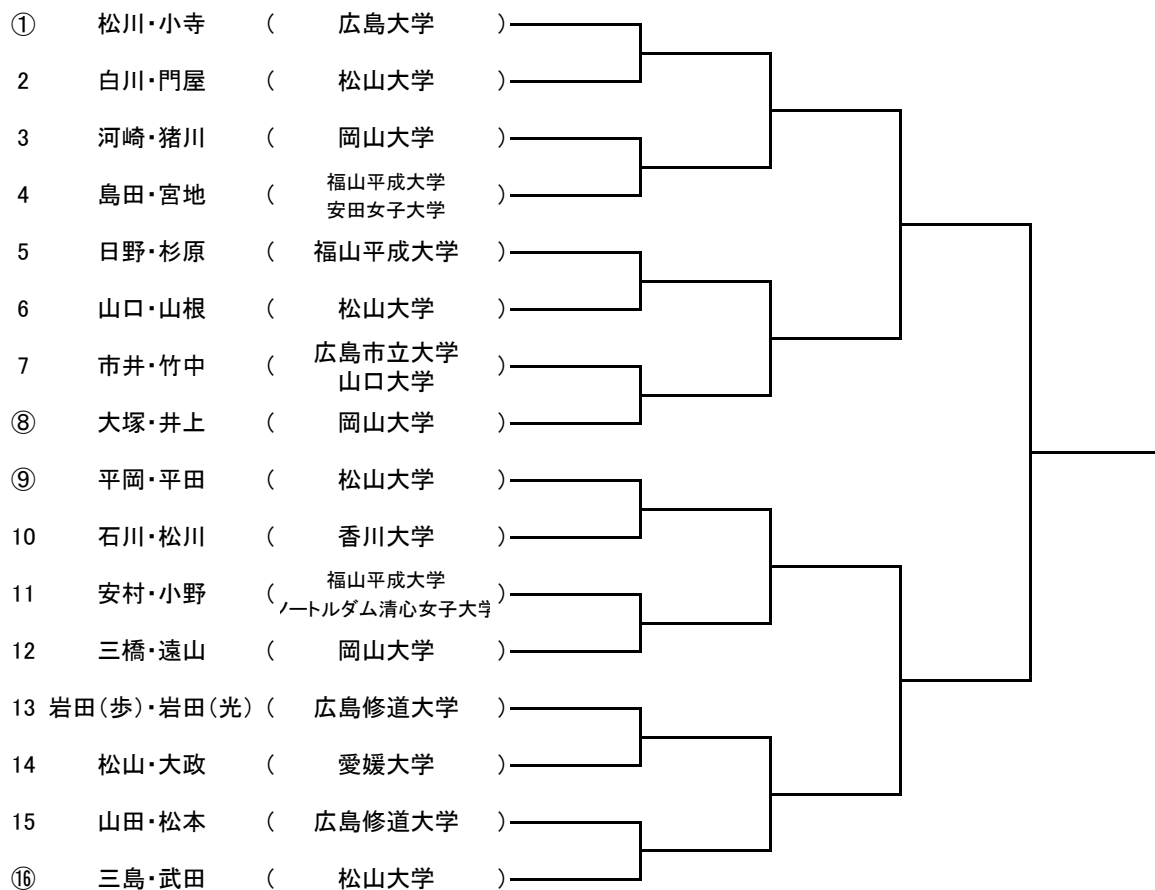 ① 松川・小寺 ( 広島大学 )
2 白川・門屋 ( 松山大学 )
3 河崎・猪川 ( 岡山大学 )
4 島田・宮地 ( 福山平成大学
安田女子大学 )
5 日野・杉原 ( 福山平成大学 )
6 山口・山根 ( 松山大学 )
7 市井・竹中 ( 広島市立大学
山口大学 )
⑧ 大塚・井上 ( 岡山大学 )
⑨ 平岡・平田 ( 松山大学 )
10 石川・松川 ( 香川大学 )
11 安村・小野 ( 福山平成大学
ノートルダム清心女子大学 )
12 三橋・遠山 ( 岡山大学 )
13 岩田(歩)・岩田(光) ( 広島修道大学 )
14 松山・大政 ( 愛媛大学 )
15 山田・松本 ( 広島修道大学 )
⑯ 三島・武田 ( 松山大学 )